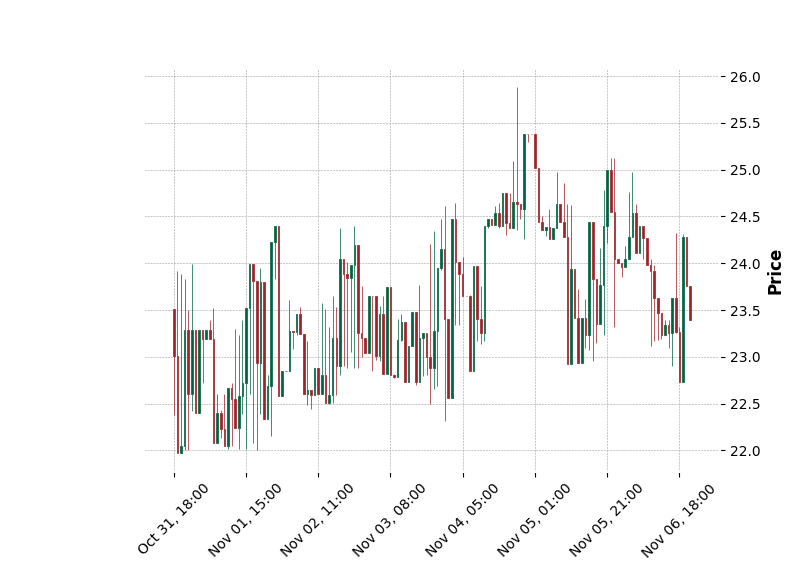 26.0
25.5
25.0
24.5
24.0
23.5
23.0
22.5
22.0
Price
Oct 31, 18:00
Nov 01, 15:00
Nov 02, 11:00
Nov 03, 08:00
Nov 04, 05:00
Nov 05, 01:00
Nov 05, 21:00
Nov 06, 18:00